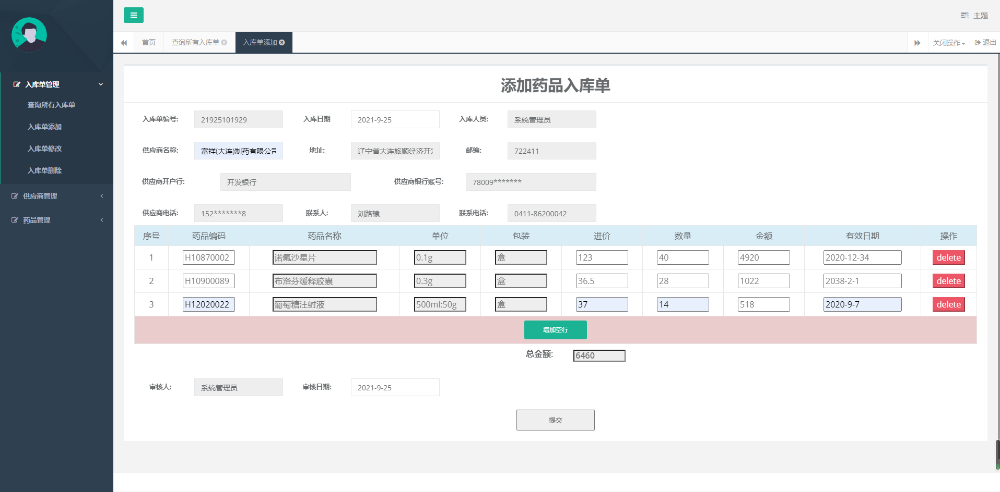 主题
首页
查询所有入库单
入库单添加
关闭操作
退出
入库单管理
查询所有入库单
入库单添加
入库单修改
入库单删除
供应商管理
药品管理
添加药品入库单
入库单编号: 21925101929 入库日期 2021-9-25 入库人员: 系统管理员
供应商名称: 富祥(大连)制药有限公司 地址: 辽宁省大连旅顺经济开 邮编: 722411
供应商开户行: 开发银行 供应商银行账号: 78009*******
供应商电话: 152*******8 联系人: 刘路辕 联系电话: 0411-86200042
序号 药品编码 药品名称 单位 包装 进价 数量 金额 有效日期 操作
1 H10870002 诺氟沙星片 0.1g 盒 123 40 4920 2020-12-34 delete
2 H10900089 布洛芬缓释胶囊 0.3g 盒 36.5 28 1022 2038-2-1 delete
3 H12020022 葡萄糖注射液 500ml:50g 盒 37 14 518 2020-9-7 delete
增加空行
总金额: 6460
审核人: 系统管理员 审核日期: 2021-9-25
提交